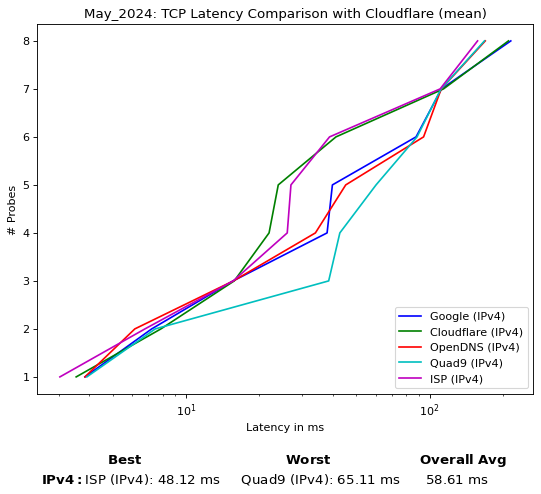 May_2024: TCP Latency Comparison with Cloudflare (mean)
8
7
6
5
4
3
2
1
# Probes
Google (IPv4)
Cloudflare (IPv4)
OpenDNS (IPv4)
Quad9 (IPv4)
ISP (IPv4)
10¹ 10²
Latency in ms
Best Worst Overall Avg
IPv4: ISP (IPv4): 48.12 ms Quad9 (IPv4): 65.11 ms 58.61 ms